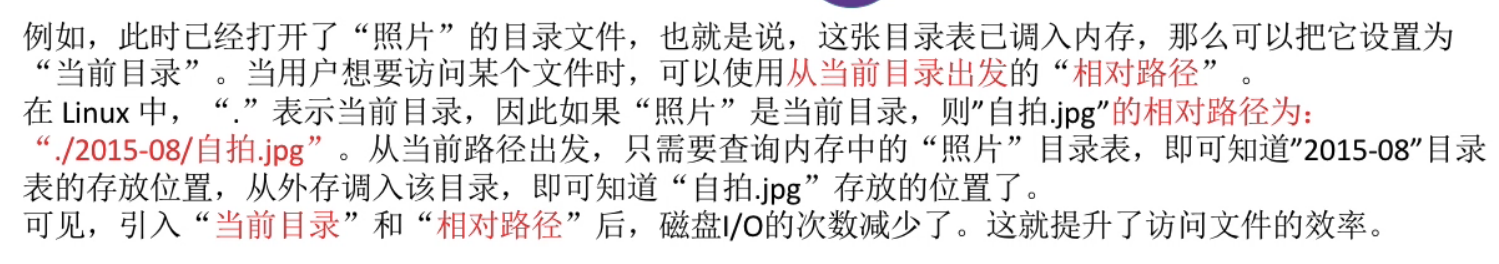 例如，此时已经打开了“照片”的目录文件，也就是说，这张目录表已调入内存，那么可以把它设置为
“当前目录”。当用户想要访问某个文件时，可以使用从当前目录出发的“相对路径” 。
在 Linux 中，“.”表示当前目录，因此如果“照片”是当前目录，则”自拍.jpg”的相对路径为：
“./2015-08/自拍.jpg”。从当前路径出发，只需要查询内存中的“照片”目录表，即可知道”2015-08”目录
表的存放位置，从外存调入该目录，即可知道“自拍.jpg”存放的位置了。
可见，引入“当前目录”和“相对路径”后，磁盘I/O的次数减少了。这就提升了访问文件的效率。